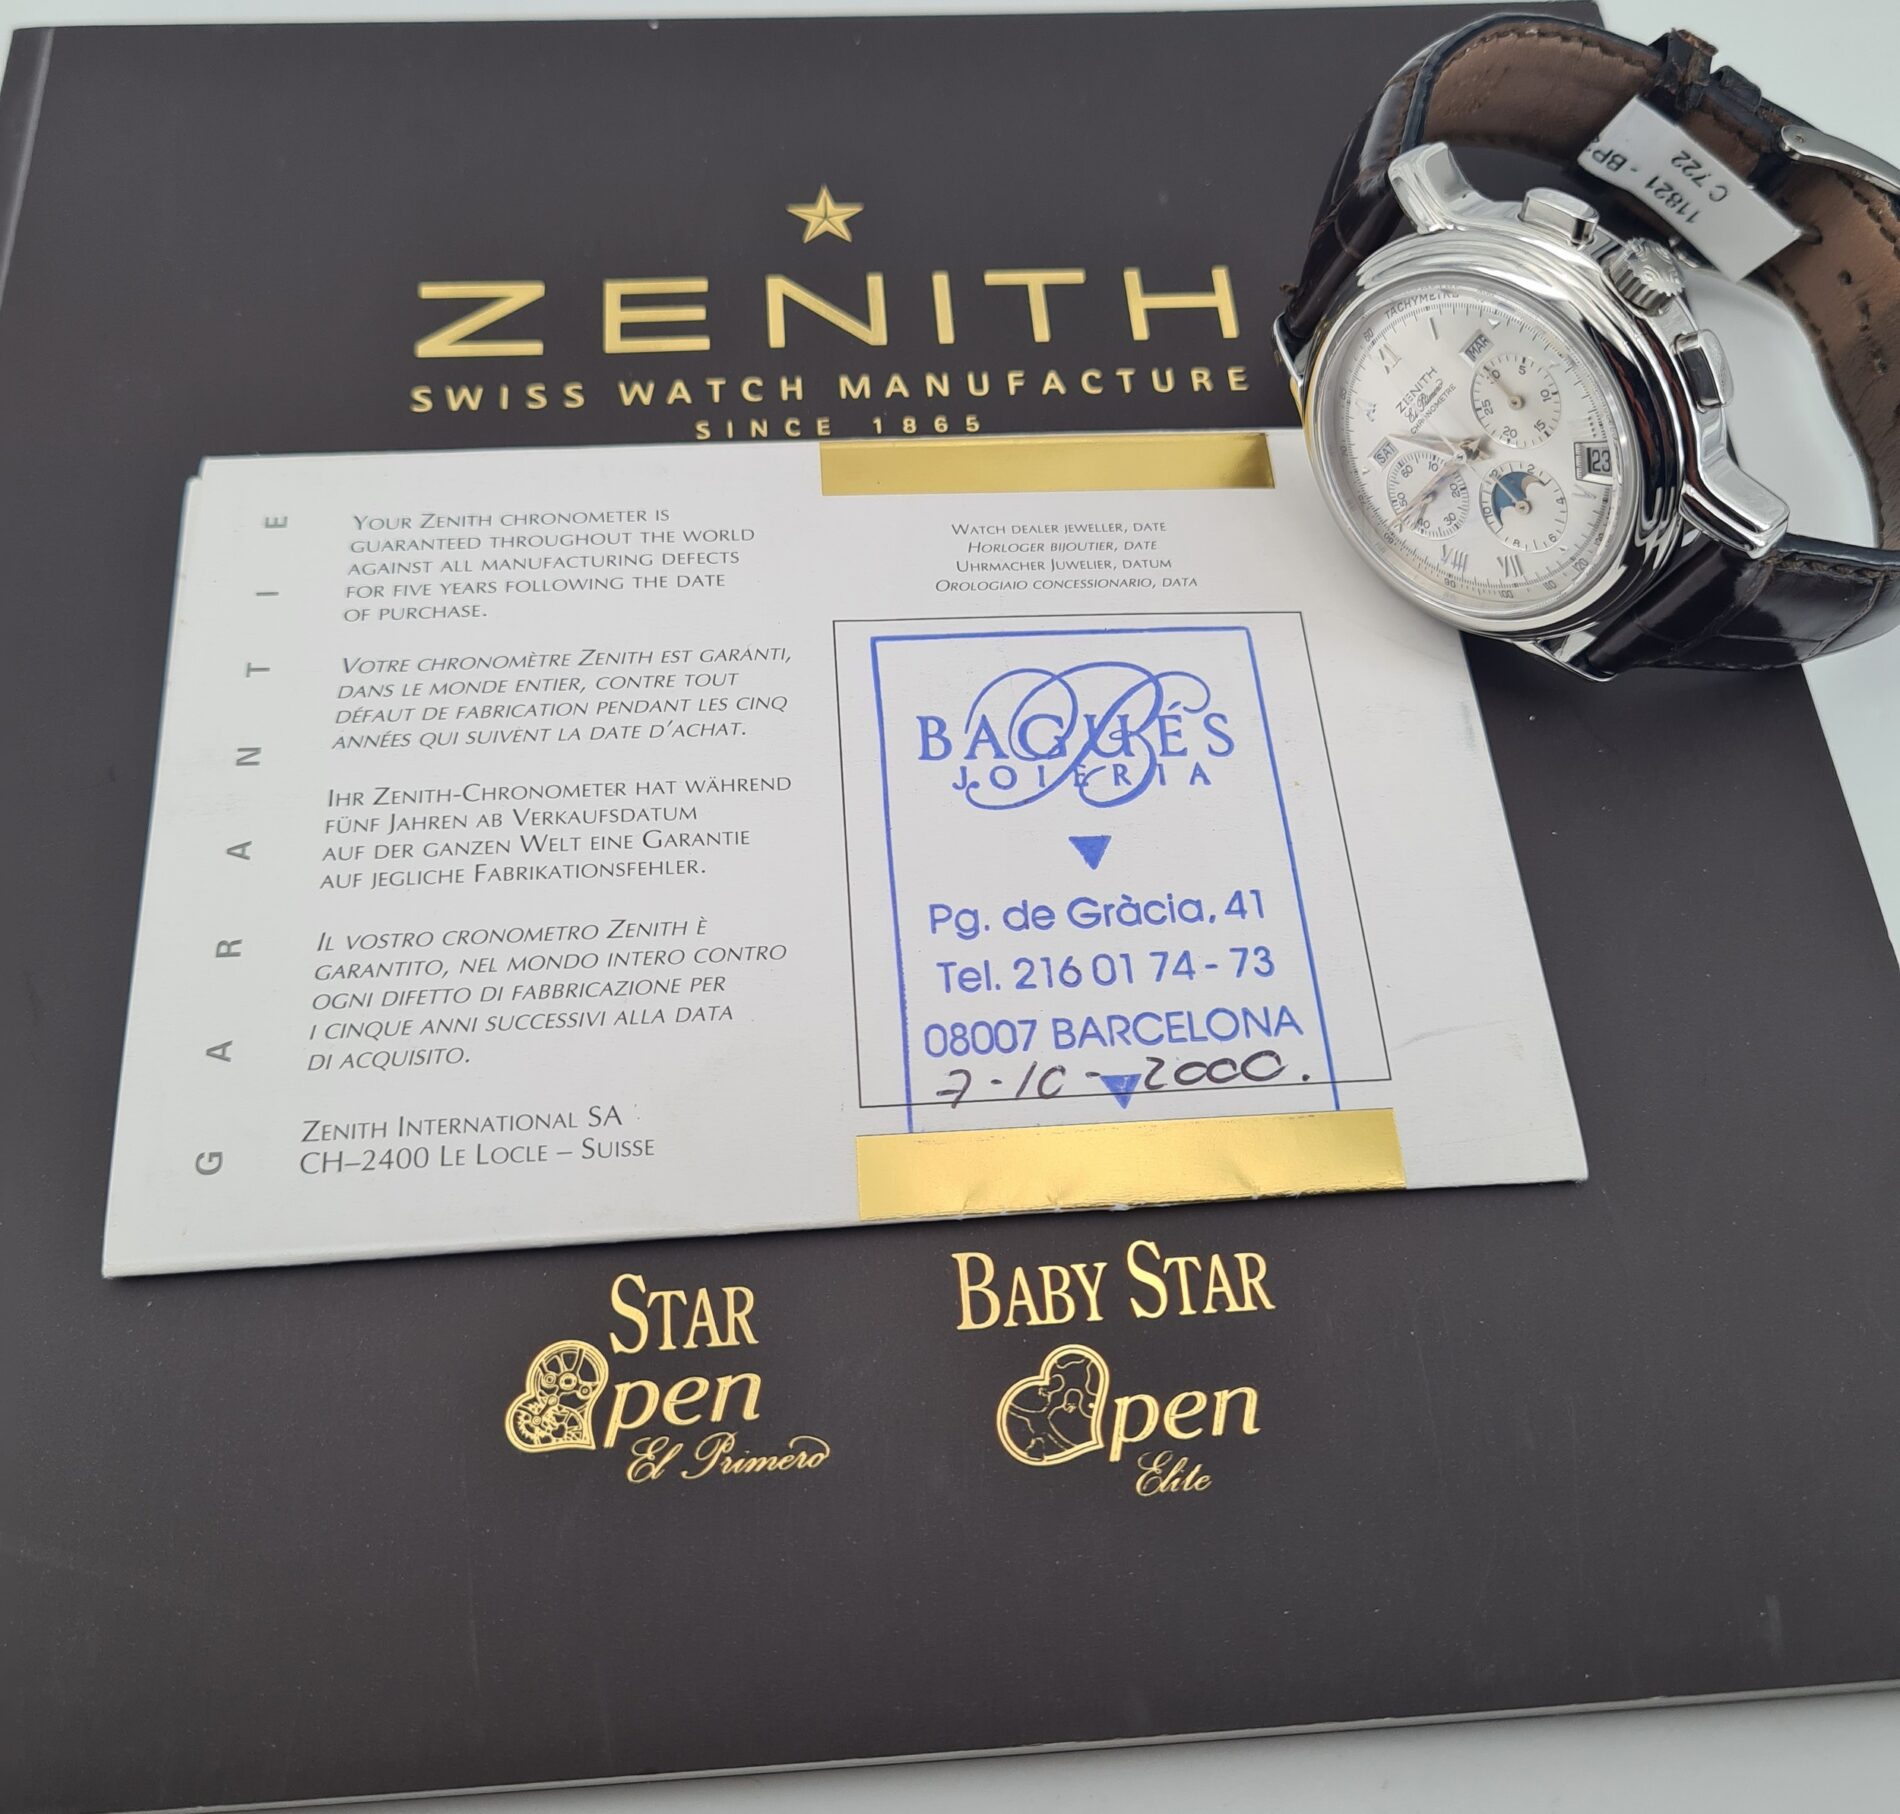 ZENITH
SWISS WATCH MANUFACTURE
SINCE 1865
GARANTIE
YOUR ZENITH CHRONOMETER IS
GUARANTEED THROUGHOUT THE WORLD
AGAINST ALL MANUFACTURING DEFECTS
FOR FIVE YEARS FOLLOWING THE DATE
OF PURCHASE.
VOTRE CHRONOMÈTRE ZENITH EST GARANTI,
DANS LE MONDE ENTIER, CONTRE TOUT
DÉFAUT DE FABRICATION PENDANT LES CINQ
ANNÉES QUI SUIVENT LA DATE D'ACHAT.
IHR ZENITH-CHRONOMETER HAT WÄHREND
FÜNF JAHREN AB VERKAUFSDATUM
AUF DER GANZEN WELT EINE GARANTIE
AUF JEGLICHE FABRIKATIONSFEHLER.
IL VOSTRO CRONOMETRO ZENITH È
GARANTITO, NEL MONDO INTERO CONTRO
OGNI DIFETTO DI FABBRICAZIONE PER
I CINQUE ANNI SUCCESSIVI ALLA DATA
DI ACQUISITO.
ZENITH INTERNATIONAL SA
CH–2400 LE LOCLE – SUISSE
WATCH DEALER JEWELLER, DATE
HORLOGER BIJOUTIER, DATE
UHRMACHER JUWELIER, DATUM
OROLOGIAIO CONCESSIONARIO, DATA
BAGUÉS
JOIERIA
Pg. de Gràcia, 41
Tel. 216 01 74 - 73
08007 BARCELONA
7-10-2000.
STAR
Open
El Primero
BABY STAR
Open
Elite
11821 - BP
C 722
TACHYMETRE
ZENITH
El Primero
CHRONOMETRE
MAR
SAT
23